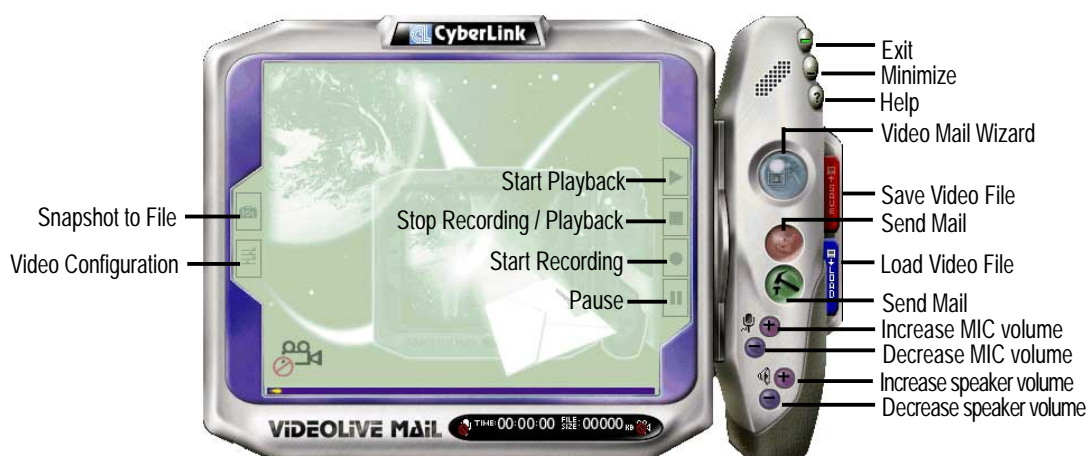 CyberLink
Exit
Minimize
Help
Video Mail Wizard
Start Playback
Save Video File
Snapshot to File
Stop Recording / Playback
Send Mail
Video Configuration
Start Recording
Load Video File
LOAD
Pause
Send Mail
Increase MIC volume
Decrease MIC volume
Increase speaker volume
Decrease speaker volume
VIDEOLIVE MAIL
TIME: 00:00:00 FILE SIZE: 00000 KB